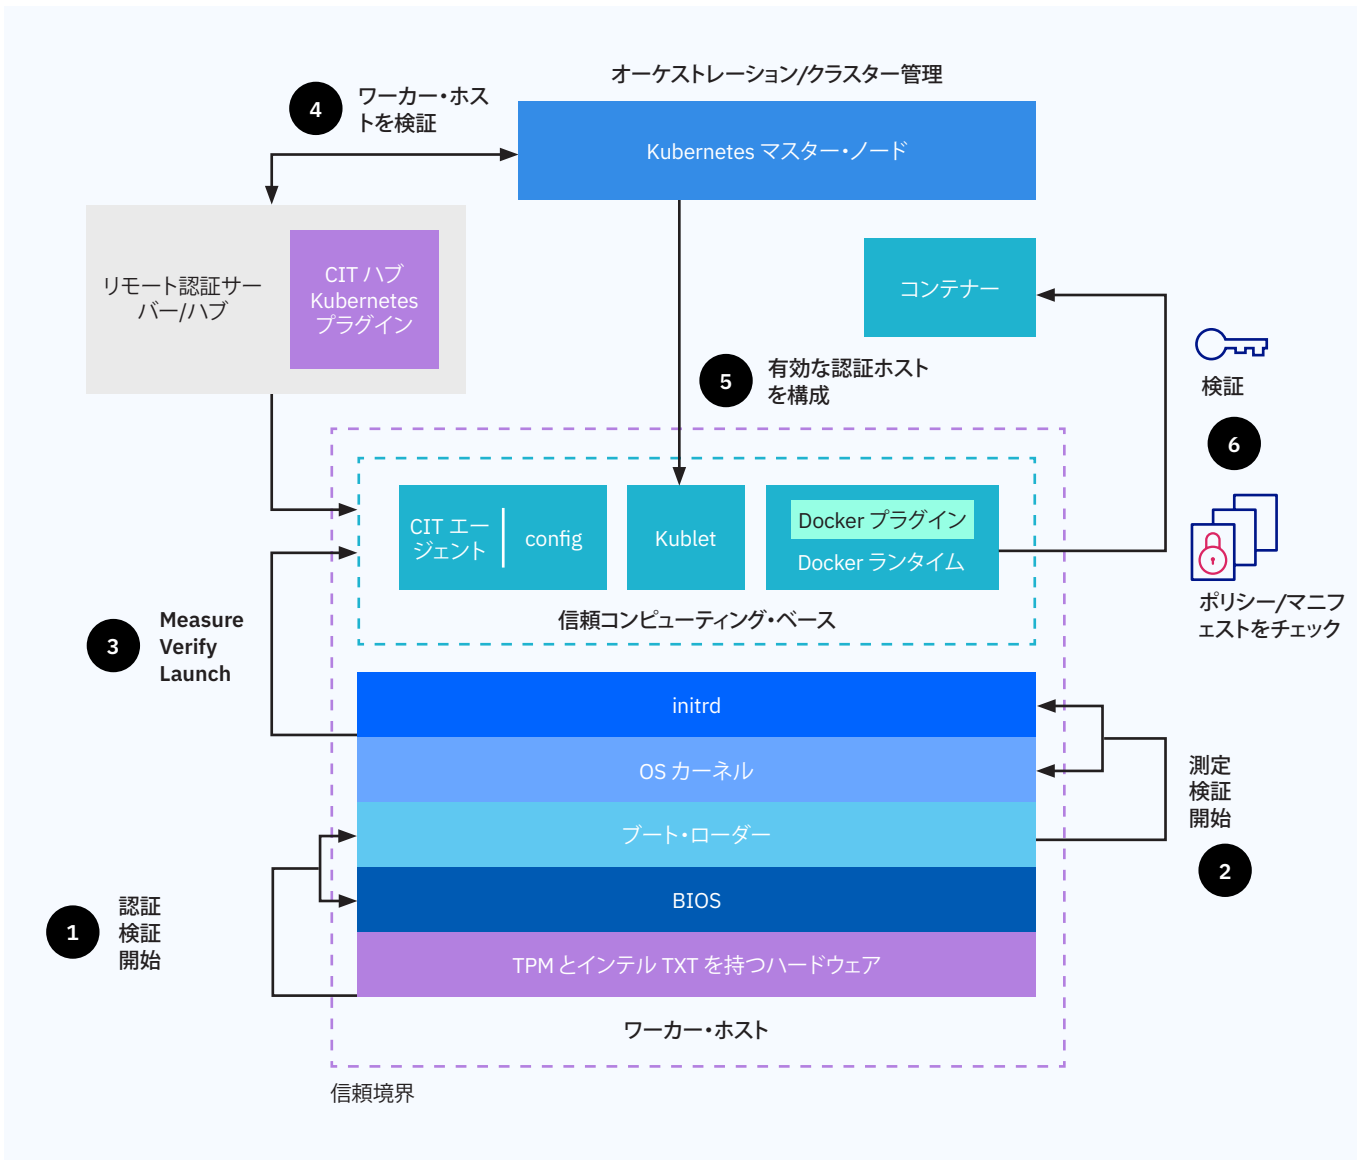 オーケストレーション/クラスター管理
4
ワーカー・ホス
トを検証
Kubernetes マスター・ノード
リモート認証サー
バー/ハブ
CIT ハブ
Kubernetes
プラグイン
コンテナー
5
有効な認証ホスト
を構成
検証
6
ポリシー/マニフ
ェストをチェック
CIT エー
ジェント
config
Kublet
Docker プラグイン
Docker ランタイム
信頼コンピューティング・ベース
3
Measure
Verify
Launch
initrd
OS カーネル
ブート・ローダー
BIOS
TPM とインテル TXT を持つハードウェア
測定
検証
開始
2
1
認証
検証
開始
ワーカー・ホスト
信頼境界